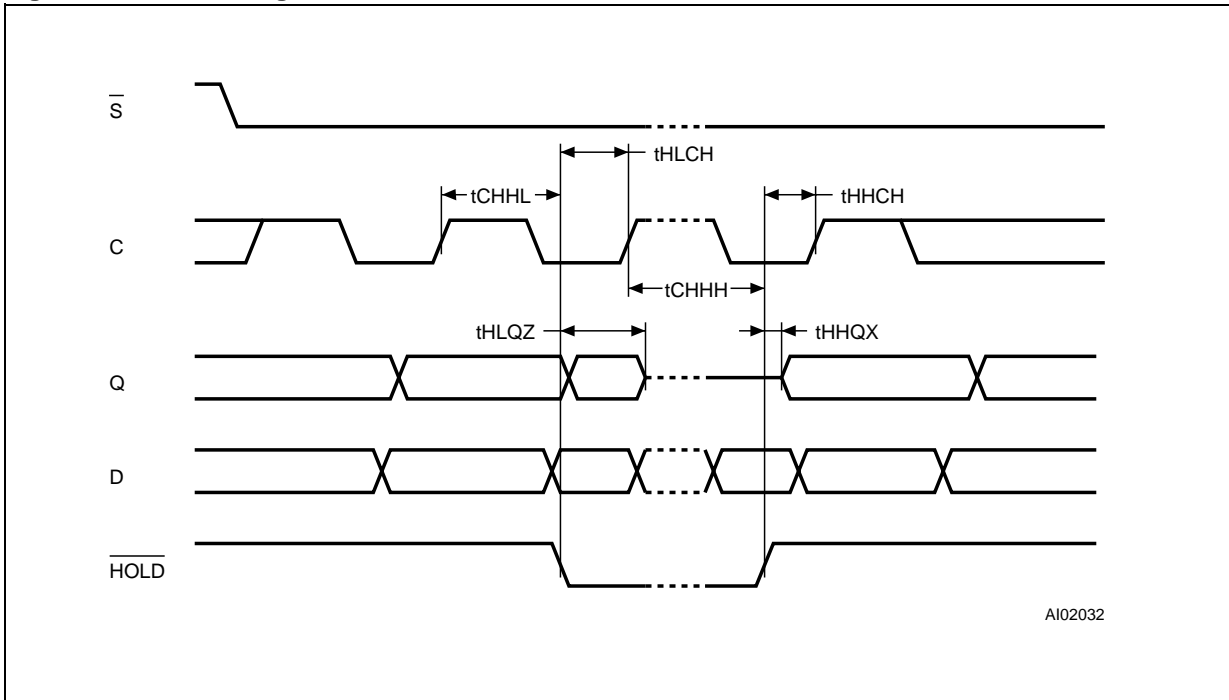 S
tHLCH
tCHHL
tHHCH
C
tCHHH
tHLQZ
tHHQX
Q
D
HOLD
AI02032